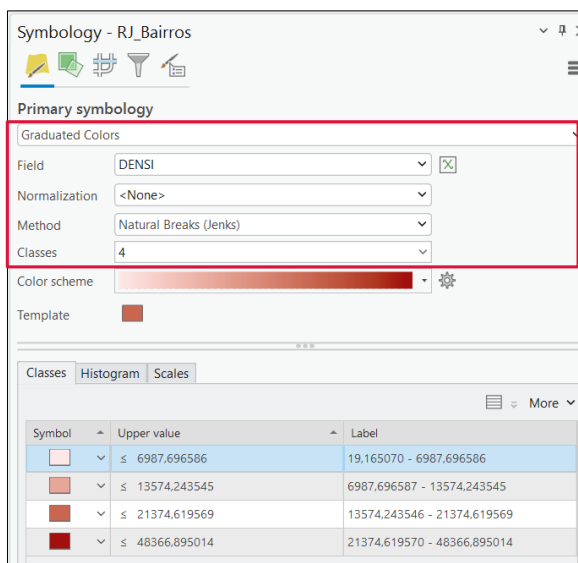 Symbology - RJ_Bairros
Primary symbology
Graduated Colors
Field DENSI
Normalization <None>
Method Natural Breaks (Jenks)
Classes 4
Color scheme
Template
Classes Histogram Scales
More
Symbol Upper value Label
≤ 6987,696586 19,165070 - 6987,696586
≤ 13574,243545 6987,696587 - 13574,243545
≤ 21374,619569 13574,243546 - 21374,619569
≤ 48366,895014 21374,619570 - 48366,895014